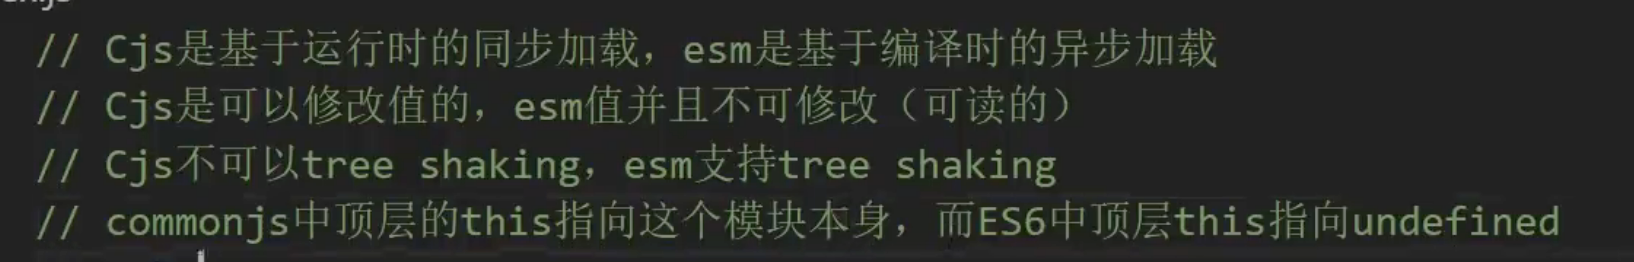 // Cjs是基于运行时的同步加载，esm是基于编译时的异步加载
// Cjs是可以修改值的，esm值并且不可修改（可读的）
// Cjs不可以tree shaking，esm支持tree shaking
// commonjs中顶层的this指向这个模块本身，而ES6中顶层this指向undefined